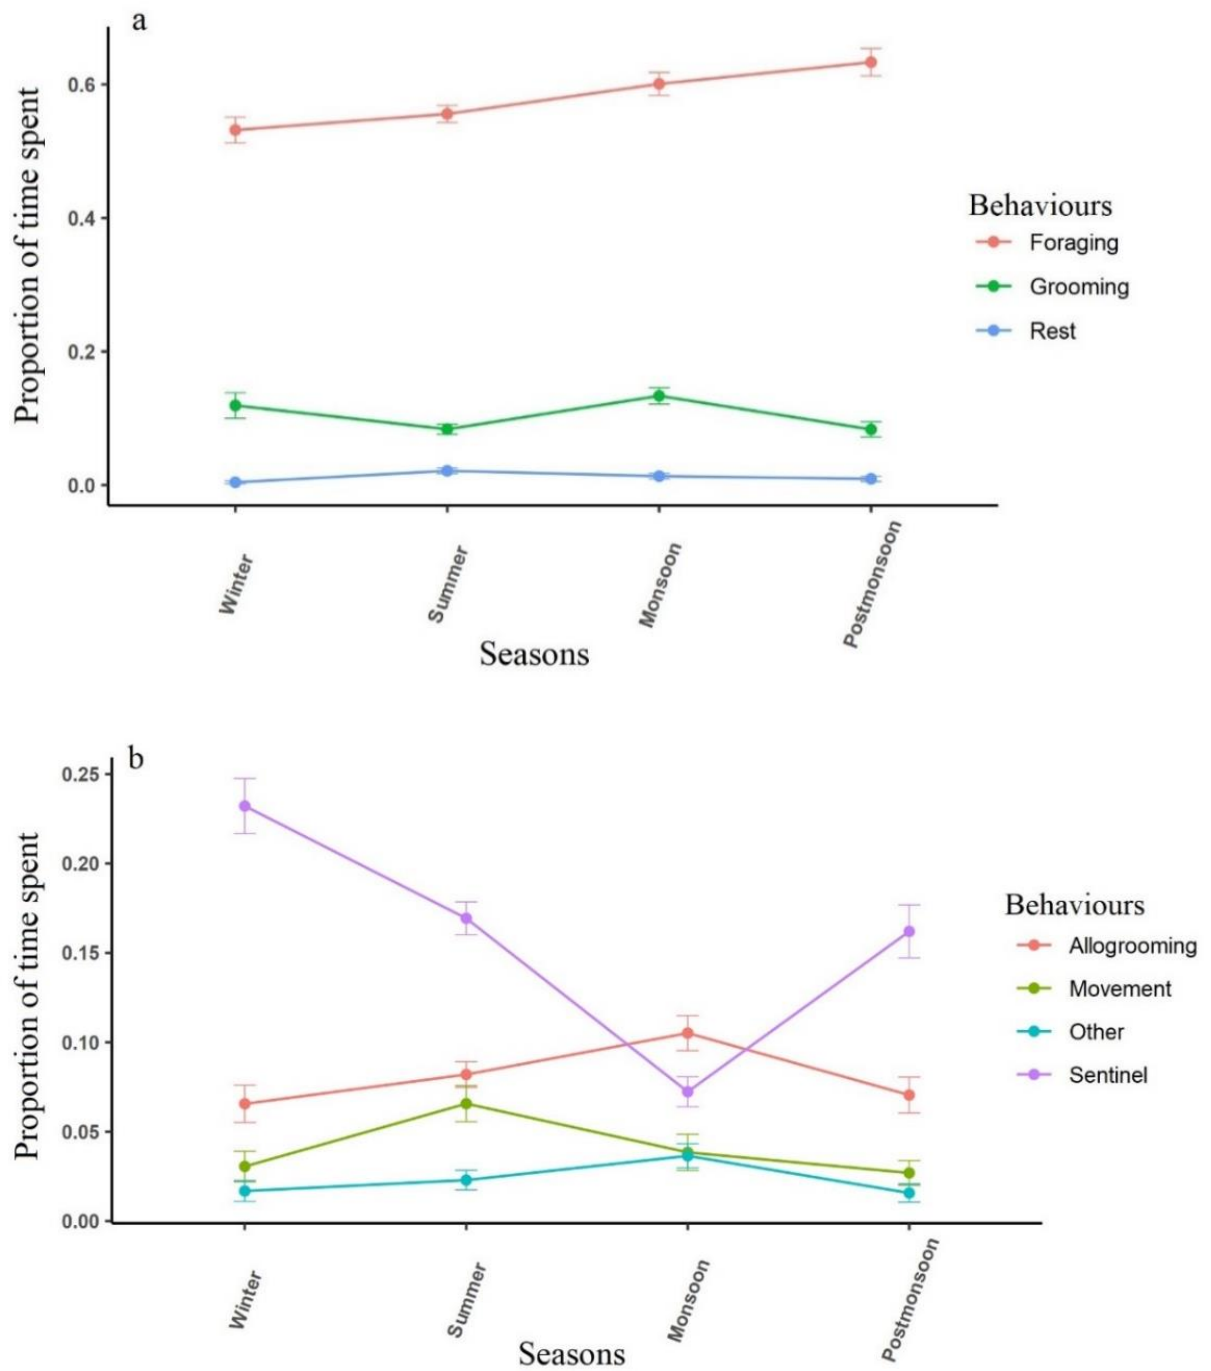 a
Proportion of time spent
0.6
0.4
0.2
0.0
Winter
Summer
Monsoon
Postmonsoon
Seasons
Behaviours
Foraging
Grooming
Rest
b
Proportion of time spent
0.25
0.20
0.15
0.10
0.05
0.00
Winter
Summer
Monsoon
Postmonsoon
Seasons
Behaviours
Allogrooming
Movement
Other
Sentinel